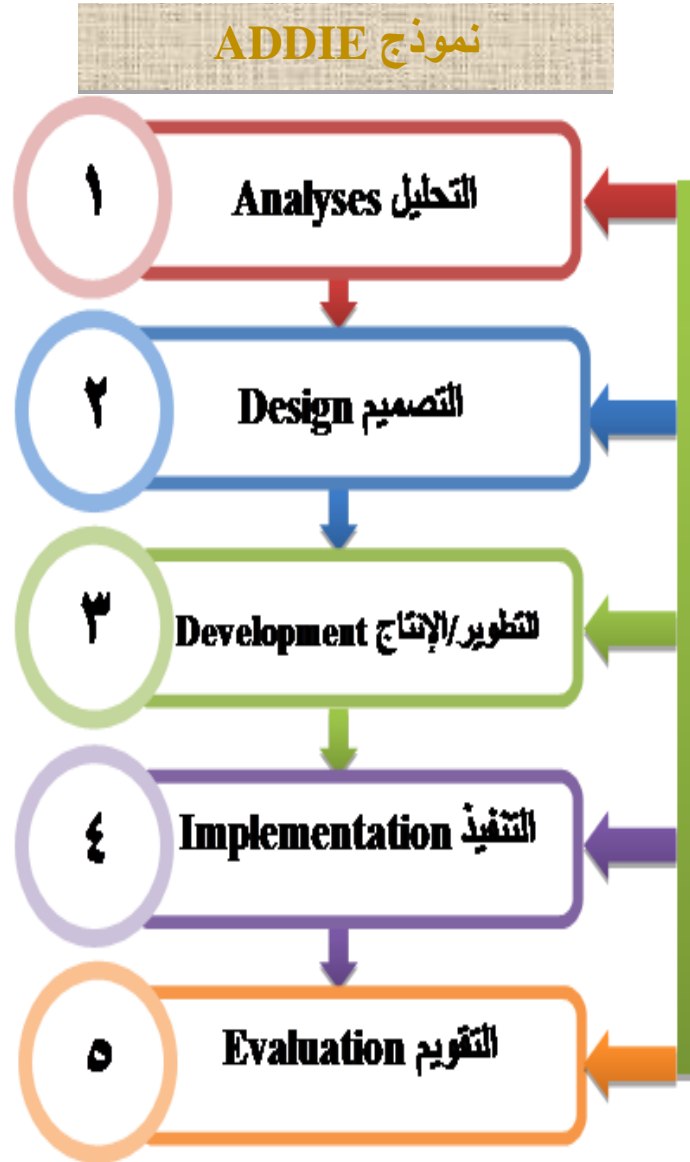 نموذج ADDIE
١
التحليل Analyses
٢
التصميم Design
٣
التطوير/الإنتاج Development
٤
التنفيذ Implementation
٥
التقويم Evaluation